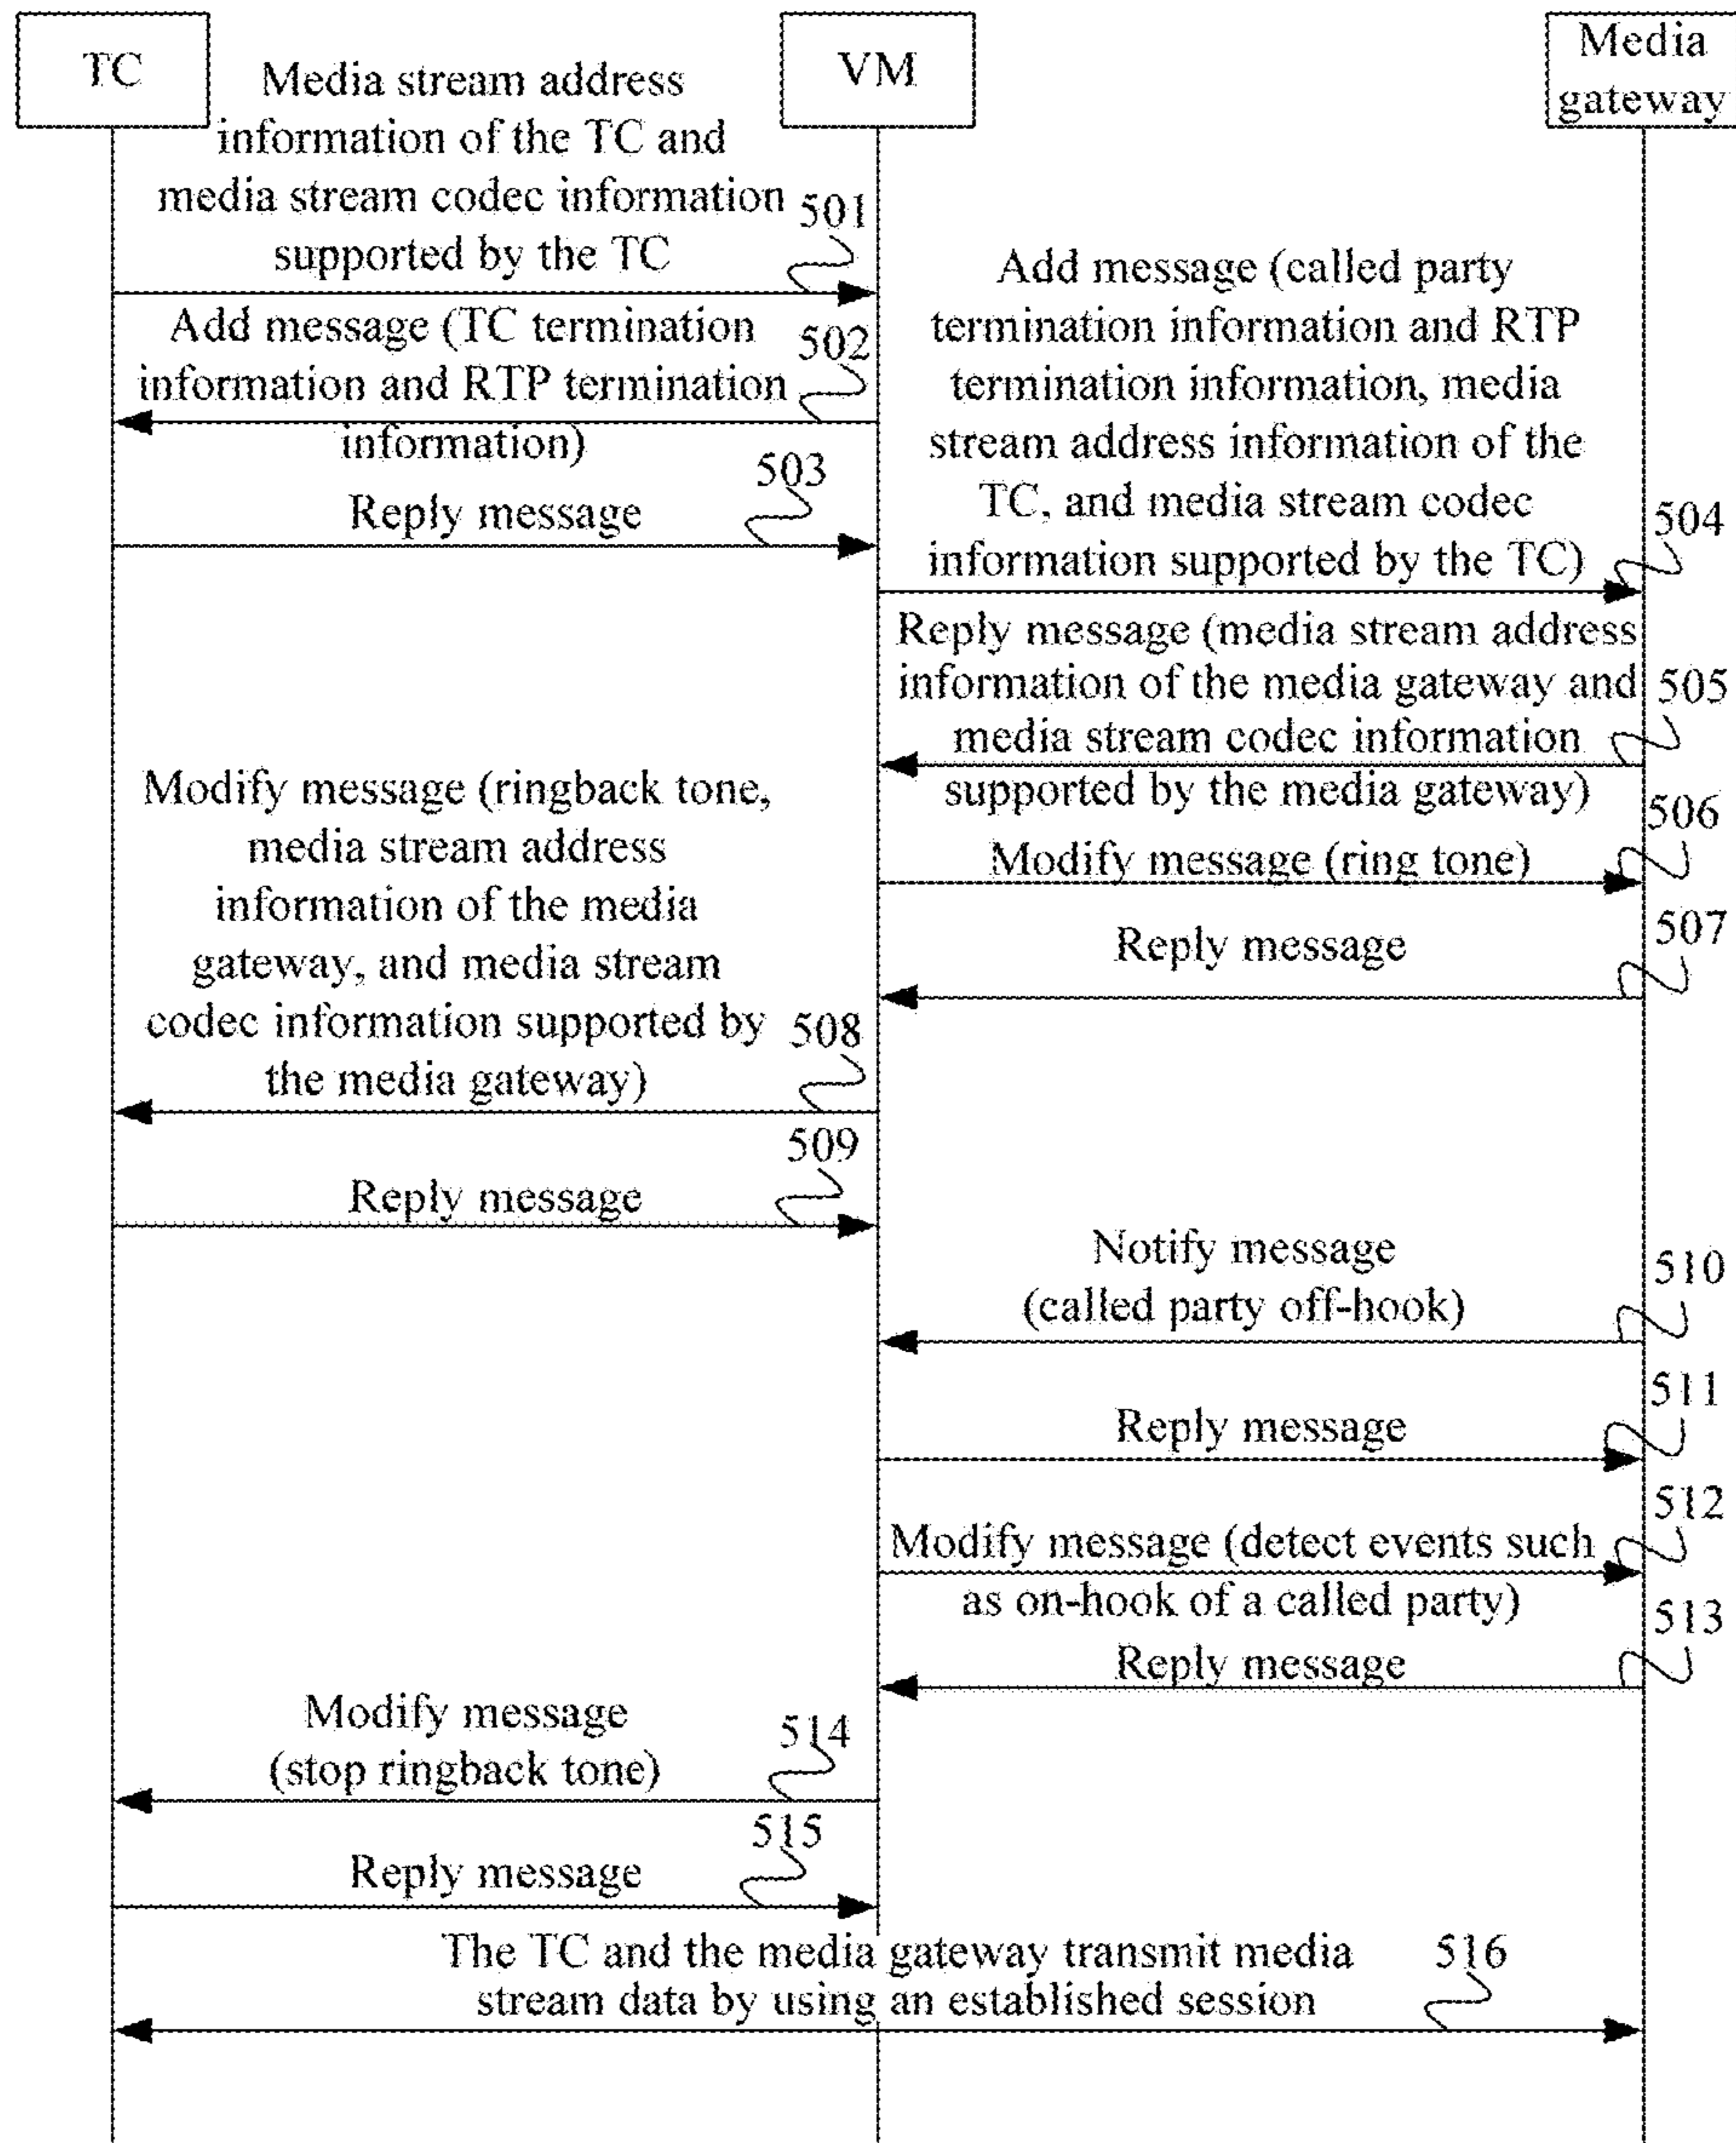 TC
VM
Media
gateway
Media stream address
information of the TC and
media stream codec information
supported by the TC
501
Add message (TC termination
information and RTP termination
information)
502
Reply message
503
Add message (called party
termination information and RTP
termination information, media
stream address information of the
TC, and media stream codec
information supported by the TC)
504
Reply message (media stream address
information of the media gateway and
media stream codec information
supported by the media gateway)
505
Modify message (ring tone)
506
Reply message
507
Modify message (ringback tone,
media stream address
information of the media
gateway, and media stream
codec information supported by
the media gateway)
508
Reply message
509
Notify message
(called party off-hook)
510
Reply message
511
Modify message (detect events such
as on-hook of a called party)
512
Reply message
513
Modify message
(stop ringback tone)
514
Reply message
515
The TC and the media gateway transmit media
stream data by using an established session
516